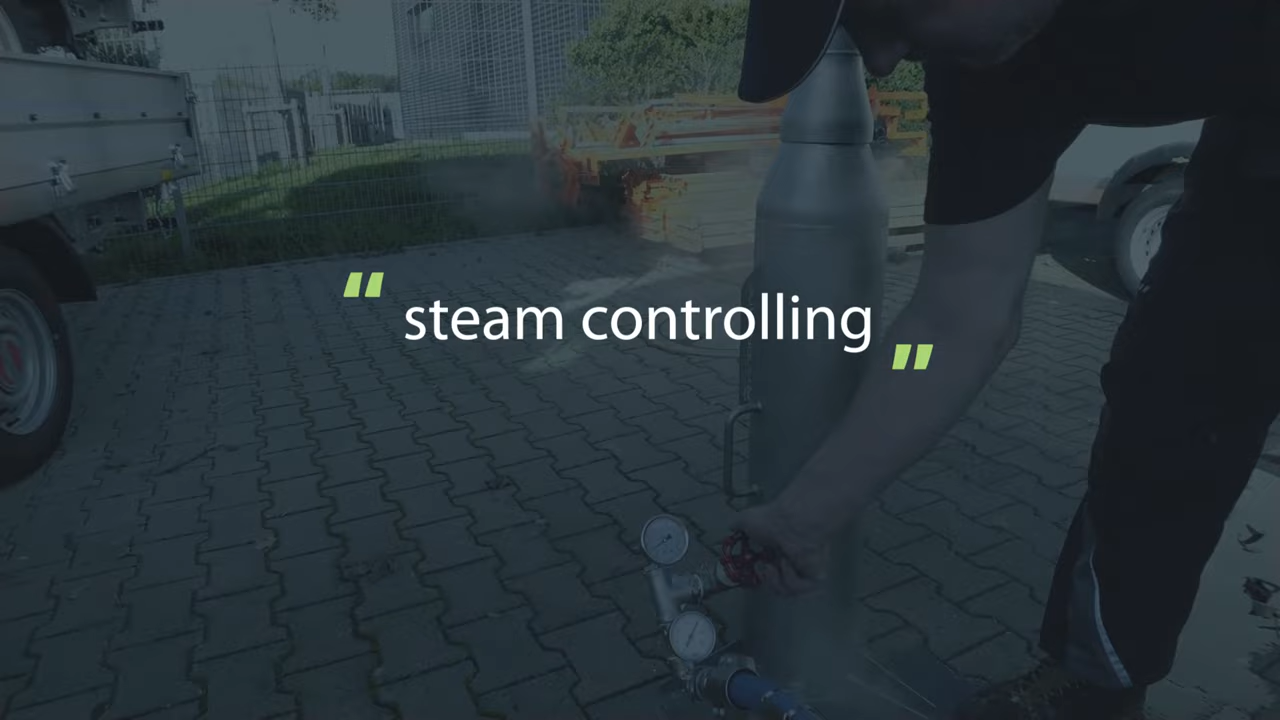 " steam controlling "